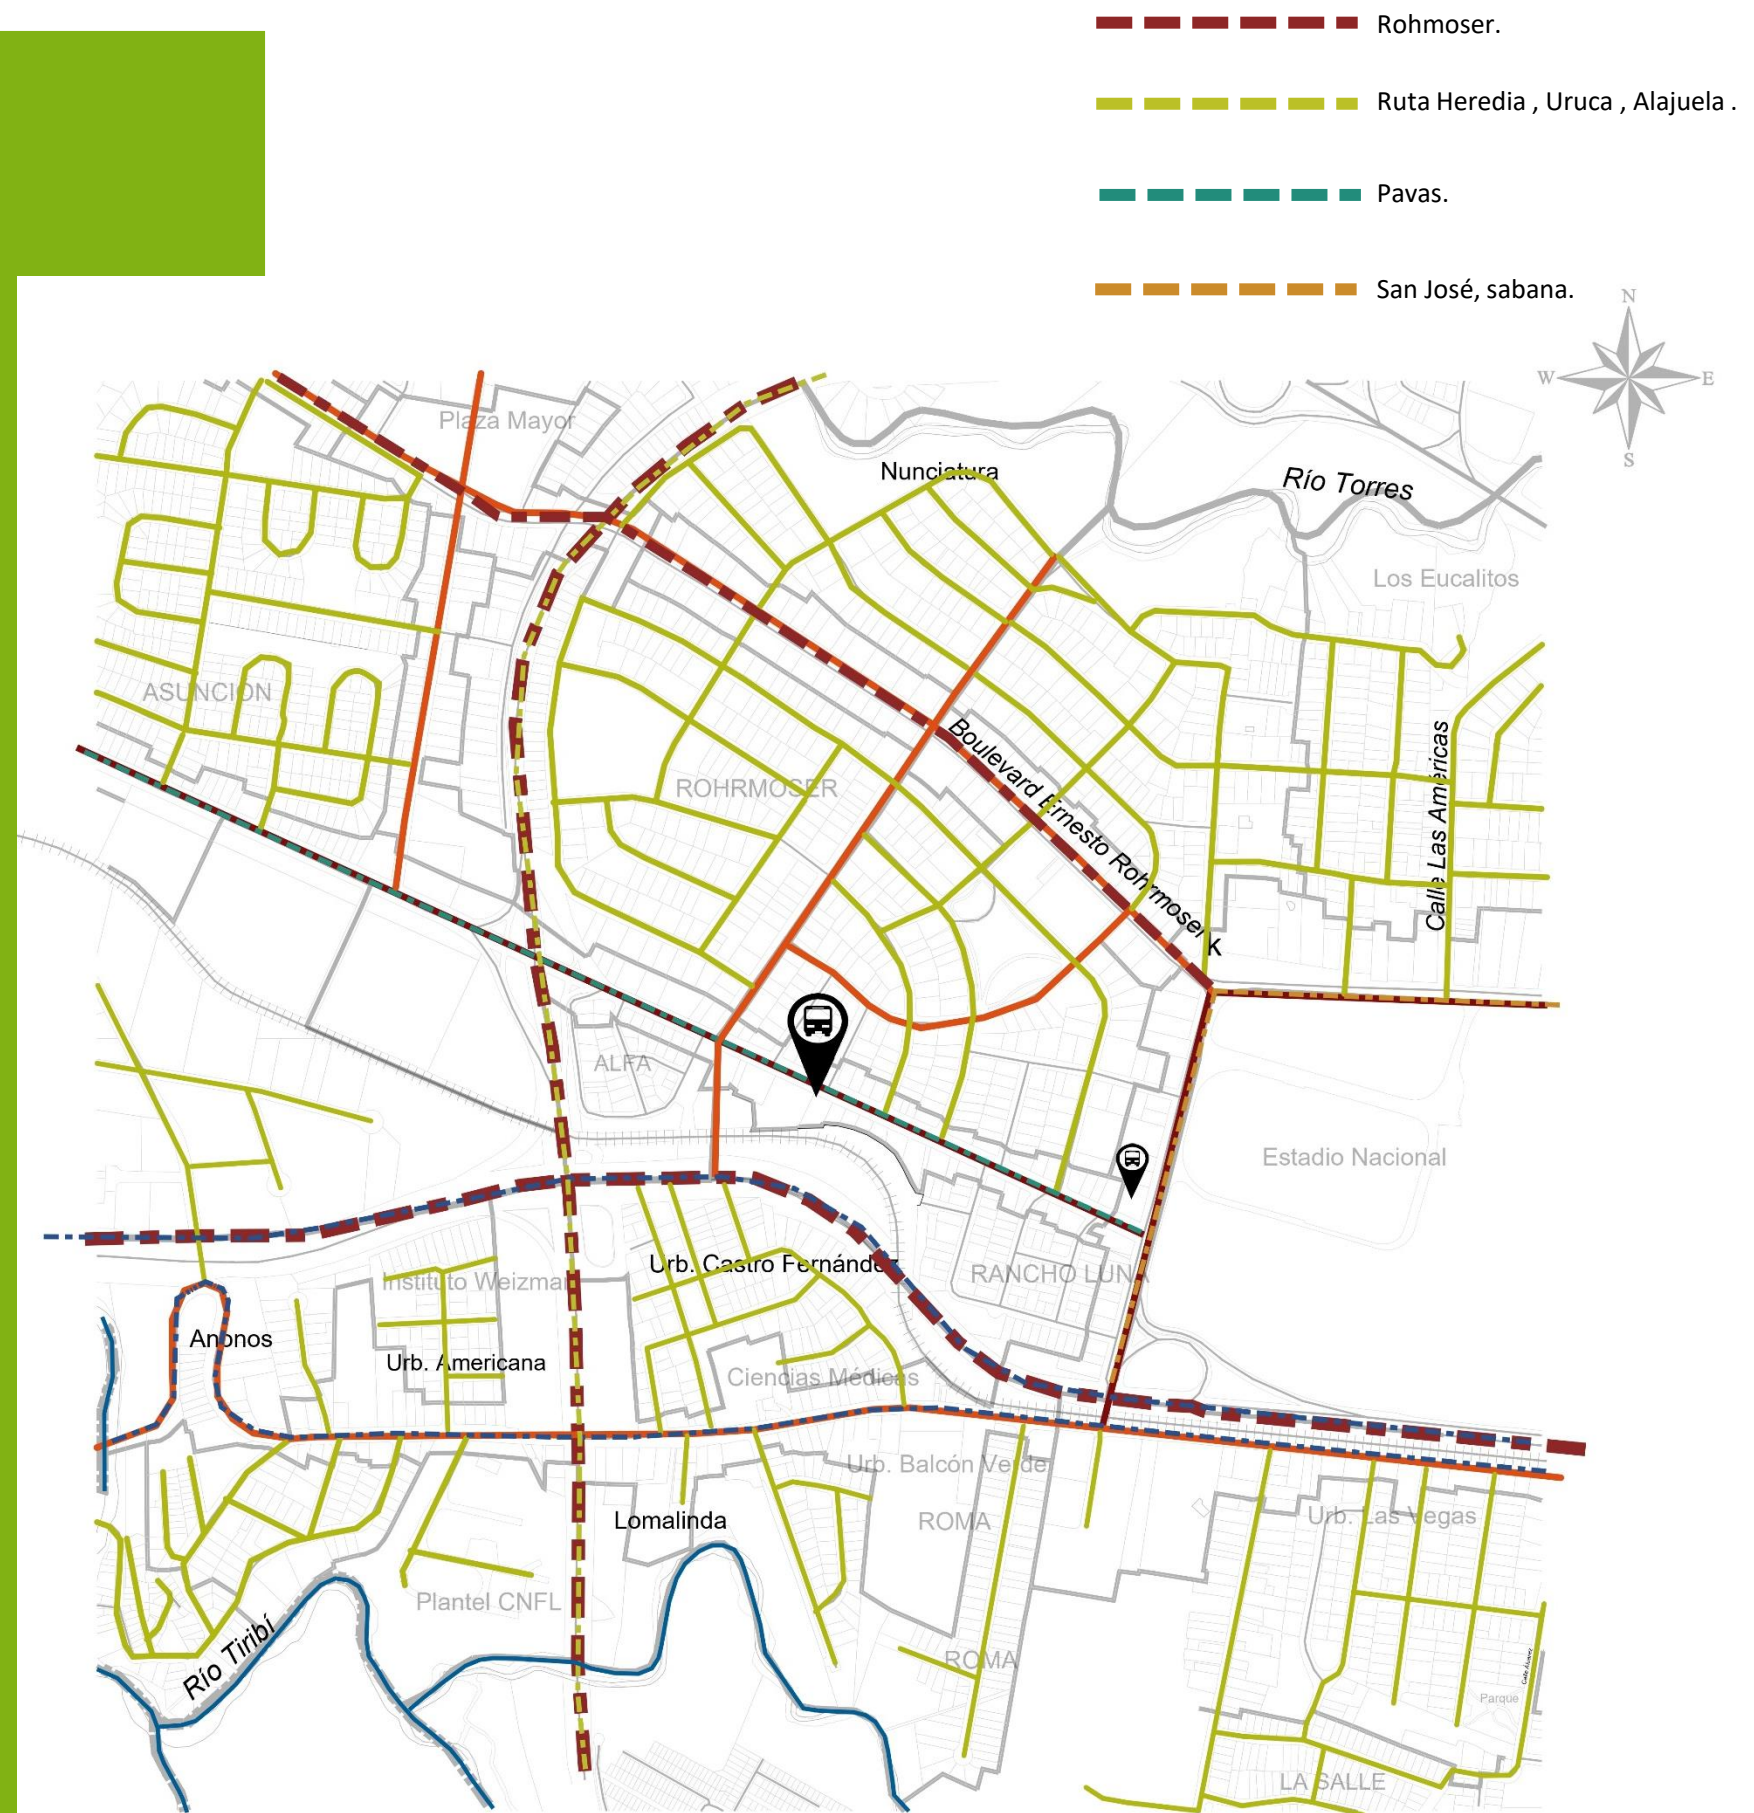 Rohmoser.
Ruta Heredia , Uruca , Alajuela .
Pavas.
San José, sabana.
N
W
E
S
Plaza Mayor
Nunciatura
Río Torres
Los Eucalitos
ASUNCION
ROHRMOSER
Boulevard Ernesto Rohrmoser k
Calle Las Américas
ALFA
Estadio Nacional
Urb. Castro Fernández
RANCHO LUNA
Instituto Weizman
Anonos
Urb. Americana
Ciencias Médicas
Urb. Balcón Verde
Lomalinda
ROMA
Urb. Las Vegas
Plantel CNFL
Río Tiribí
ROMA
Calle Alvarez
Parque
LA SALLE